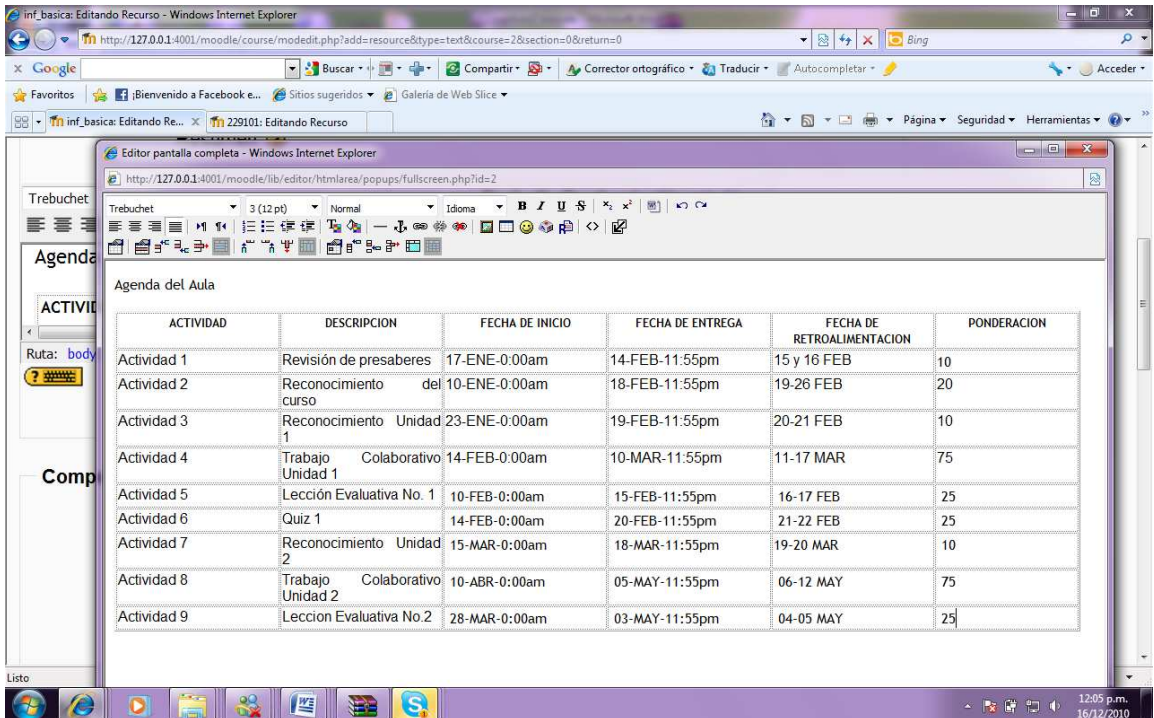 inf_basica: Editando Recurso - Windows Internet Explorer
http://127.0.0.1:4001/moodle/course/modedit.php?add=resource&type=text&course=2&section=0&return=0
Bing
x Google Buscar Compartir Corrector ortográfico Traducir Autocompletar Acceder
Favoritos ¡Bienvenido a Facebook e... Sitios sugeridos Galería de Web Slice
inf_basica: Editando Re... X 229101: Editando Recurso Página Seguridad Herramientas
Editor pantalla completa - Windows Internet Explorer
http://127.0.0.1:4001/moodle/lib/editor/htmlarea/popups/fullscreen.php?id=2
Trebuchet
Trebuchet 3 (12 pt) Normal Idioma B I U S
Agenda
ACTIVID
Ruta: body
Comp
Agenda del Aula
ACTIVIDAD DESCRIPCION FECHA DE INICIO FECHA DE ENTREGA FECHA DE RETROALIMENTACION PONDERACION
Actividad 1 Revisión de presaberes 17-ENE-0:00am 14-FEB-11:55pm 15 y 16 FEB 10
Actividad 2 Reconocimiento del curso 10-ENE-0:00am 18-FEB-11:55pm 19-26 FEB 20
Actividad 3 Reconocimiento Unidad 1 23-ENE-0:00am 19-FEB-11:55pm 20-21 FEB 10
Actividad 4 Trabajo Colaborativo Unidad 1 14-FEB-0:00am 10-MAR-11:55pm 11-17 MAR 75
Actividad 5 Lección Evaluativa No. 1 10-FEB-0:00am 15-FEB-11:55pm 16-17 FEB 25
Actividad 6 Quiz 1 14-FEB-0:00am 20-FEB-11:55pm 21-22 FEB 25
Actividad 7 Reconocimiento Unidad 2 15-MAR-0:00am 18-MAR-11:55pm 19-20 MAR 10
Actividad 8 Trabajo Colaborativo Unidad 2 10-ABR-0:00am 05-MAY-11:55pm 06-12 MAY 75
Actividad 9 Leccion Evaluativa No.2 28-MAR-0:00am 03-MAY-11:55pm 04-05 MAY 25
Listo
12:05 p.m.
16/12/2010